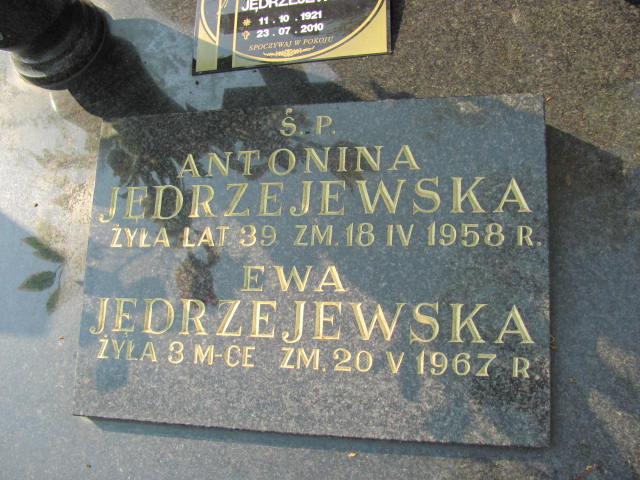 11 . 10 . 1921
23 . 07 . 2010
SPOCZYWAJ W POKOJU
Ś. P.
ANTONINA
JĘDRZEJEWSKA
ŻYŁA LAT 39 ZM. 18 IV 1958 R.
EWA
JĘDRZEJEWSKA
ŻYŁA 3 M-CE ZM. 20 V 1967 R.